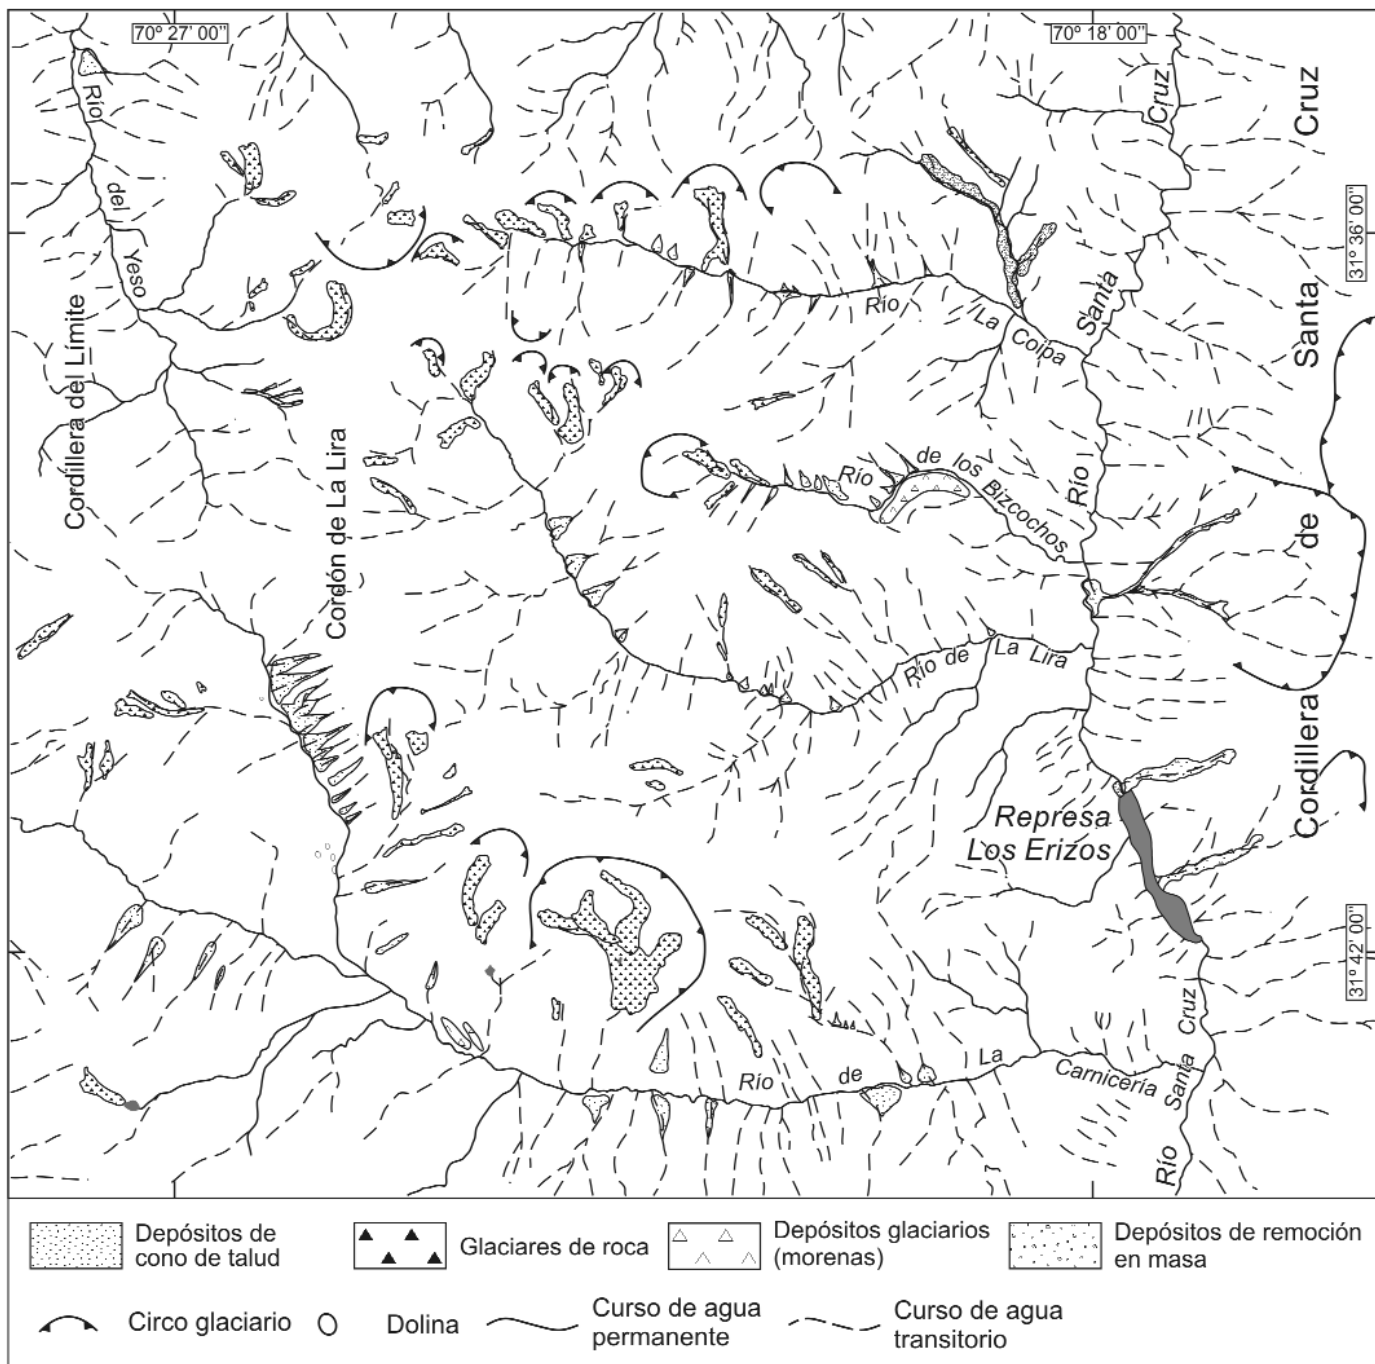 70° 27' 00"
70° 18' 00"
Río
del
Yeso
Cordillera del Límite
Cordón de La Lira
Río
La Coipa
Río
Santa
Cruz
31° 36' 00"
Cordillera
de
Santa
Cruz
Río
de los
Bizcochos
Río de
La Lira
Represa
Los Erizos
31° 42' 00"
Río
de
La
Carnicería
Río
Santa
Cruz
Depósitos de
cono de talud
Glaciares de roca
Depósitos glaciarios
(morenas)
Depósitos de remoción
en masa
Circo glaciario
Dolina
Curso de agua
permanente
Curso de agua
transitorio